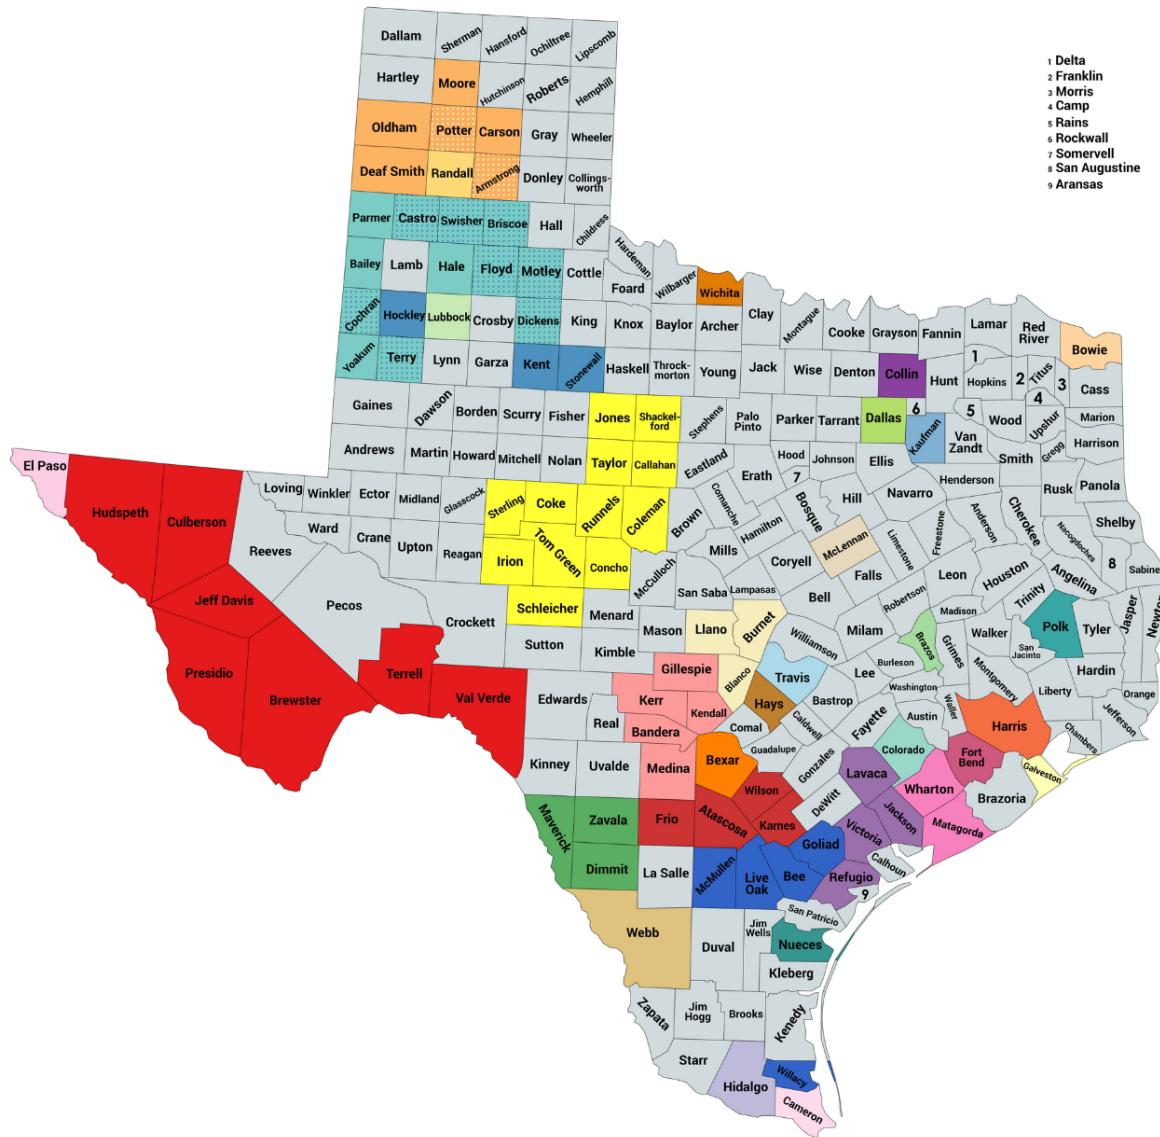 Dallam
Sherman
Hansford
Ochiltree
Lipscomb
Hartley
Moore
Hutchinson
Roberts
Hemphill
Oldham
Potter
Carson
Gray
Wheeler
Deaf Smith
Randall
Armstrong
Donley
Collings-
worth
Parmer
Castro
Swisher
Briscoe
Hall
Childress
Bailey
Lamb
Hale
Floyd
Motley
Cottle
Hardeman
Foard
Wilbarger
Wichita
Cochran
Hockley
Lubbock
Crosby
Dickens
King
Knox
Baylor
Archer
Clay
Montague
Cooke
Grayson
Fannin
Lamar
Red
River
Bowie
Yoakum
Terry
Lynn
Garza
Kent
Stonewall
Haskell
Throck-
morton
Young
Jack
Wise
Denton
Collin
Hunt
1
Hopkins
2
Titus
3
Cass
4
Gaines
Dawson
Borden
Scurry
Fisher
Jones
Shackel-
ford
Stephens
Palo
Pinto
Parker
Tarrant
Dallas
6
Kaufman
5
Van
Zandt
Wood
Upshur
Marion
Harrison
Gregg
Andrews
Martin
Howard
Mitchell
Nolan
Taylor
Callahan
Eastland
Erath
Hood
7
Johnson
Ellis
Smith
Henderson
Rusk
Panola
El Paso
Hudspeth
Culberson
Loving
Winkler
Ector
Midland
Glasscock
Sterling
Coke
Runnels
Coleman
Brown
Comanche
Hamilton
Bosque
Hill
Navarro
Freestone
Anderson
Cherokee
Nacogdoches
Shelby
Reeves
Ward
Crane
Upton
Reagan
Irion
Tom Green
Concho
McCulloch
Mills
San Saba
Lampasas
Coryell
McLennan
Limestone
Falls
Bell
Leon
Houston
Trinity
Angelina
8
Sabine
Jeff Davis
Pecos
Crockett
Schleicher
Menard
Mason
Llano
Burnet
Williamson
Milam
Robertson
Brazos
Madison
Grimes
Walker
San
Jacinto
Polk
Tyler
Jasper
Newton
Presidio
Brewster
Terrell
Val Verde
Sutton
Kimble
Gillespie
Blanco
Travis
Lee
Burleson
Washington
Montgomery
Liberty
Hardin
Orange
Jefferson
Chambers
Edwards
Real
Kerr
Kendall
Bandera
Hays
Comal
Caldwell
Bastrop
Fayette
Austin
Waller
Harris
Kinney
Uvalde
Medina
Bexar
Guadalupe
Gonzales
Lavaca
Colorado
Fort
Bend
Wharton
Brazoria
Galveston
Maverick
Zavala
Frio
Atascosa
Wilson
Karnes
DeWitt
Victoria
Jackson
Matagorda
Dimmit
La Salle
McMullen
Live
Oak
Bee
Goliad
Refugio
Calhoun
9
Webb
Duval
Jim
Wells
San Patricio
Nueces
Kleberg
Zapata
Jim
Hogg
Brooks
Kenedy
Starr
Hidalgo
Willacy
Cameron
1 Delta
2 Franklin
3 Morris
4 Camp
5 Rains
6 Rockwall
7 Somervell
8 San Augustine
9 Aransas